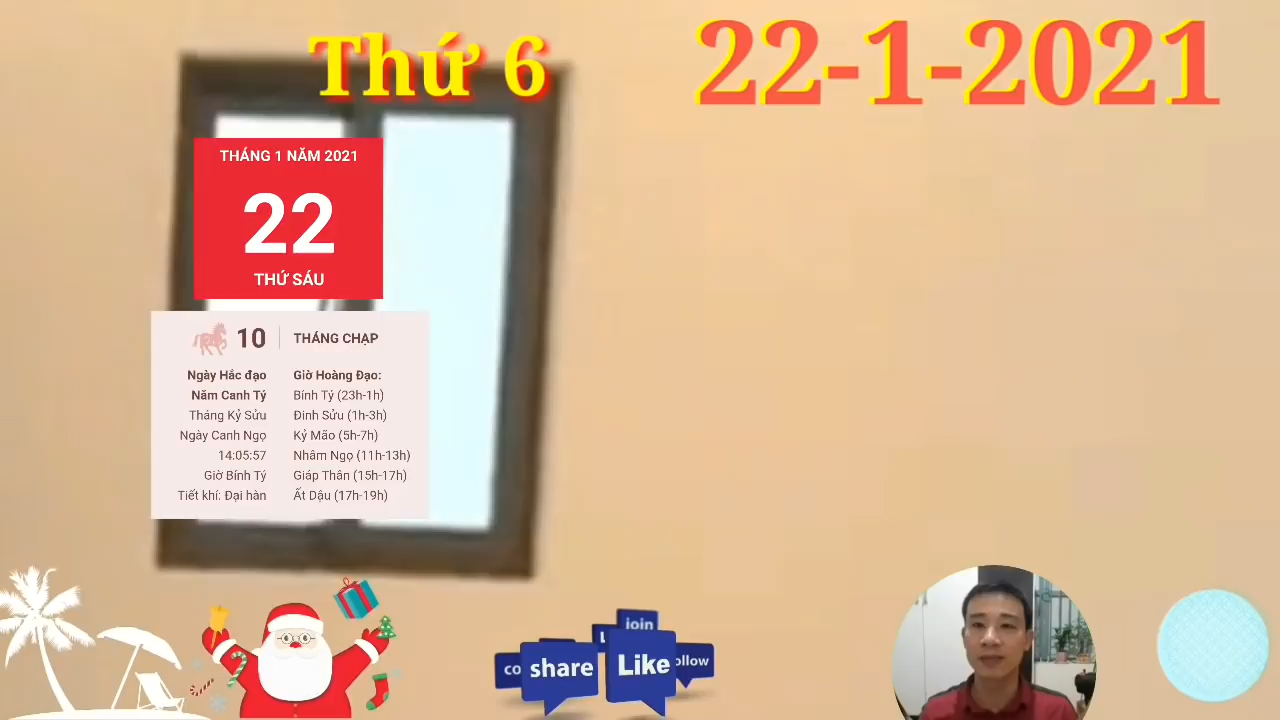 Thứ 6
22-1-2021
THÁNG 1 NĂM 2021
22
THỨ SÁU
10
THÁNG CHẠP
Ngày Hắc đạo
Năm Canh Tý
Tháng Kỷ Sửu
Ngày Canh Ngọ
14:05:57
Giờ Bính Tý
Tiết khí: Đại hàn
Giờ Hoàng Đạo:
Bính Tý (23h-1h)
Đinh Sửu (1h-3h)
Kỷ Mão (5h-7h)
Nhâm Ngọ (11h-13h)
Giáp Thân (15h-17h)
Ất Dậu (17h-19h)
join
share
Like